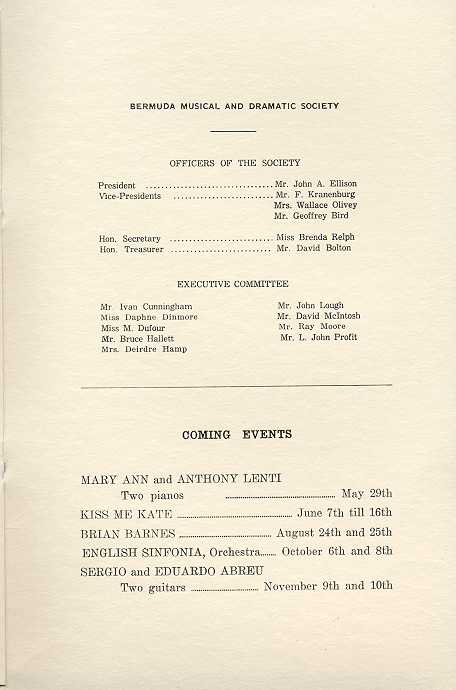 BERMUDA MUSICAL AND DRAMATIC SOCIETY
OFFICERS OF THE SOCIETY
President ................................ Mr. John A. Ellison
Vice-Presidents .......................... Mr. F. Kranenburg
Mrs. Wallace Olivey
Mr. Geoffrey Bird
Hon. Secretary .......................... Miss Brenda Relph
Hon. Treasurer .......................... Mr. David Bolton
EXECUTIVE COMMITTEE
Mr. Ivan Cunningham Mr. John Lough
Miss Daphne Dinmore Mr. David McIntosh
Miss M. Dufour Mr. Ray Moore
Mr. Bruce Hallett Mr. L. John Profit
Mrs. Deirdre Hamp
COMING EVENTS
MARY ANN and ANTHONY LENTI
Two pianos .......................... May 29th
KISS ME KATE .......................... June 7th till 16th
BRIAN BARNES .......................... August 24th and 25th
ENGLISH SINFONIA, Orchestra....... October 6th and 8th
SERGIO and EDUARDO ABREU
Two guitars .................... November 9th and 10th